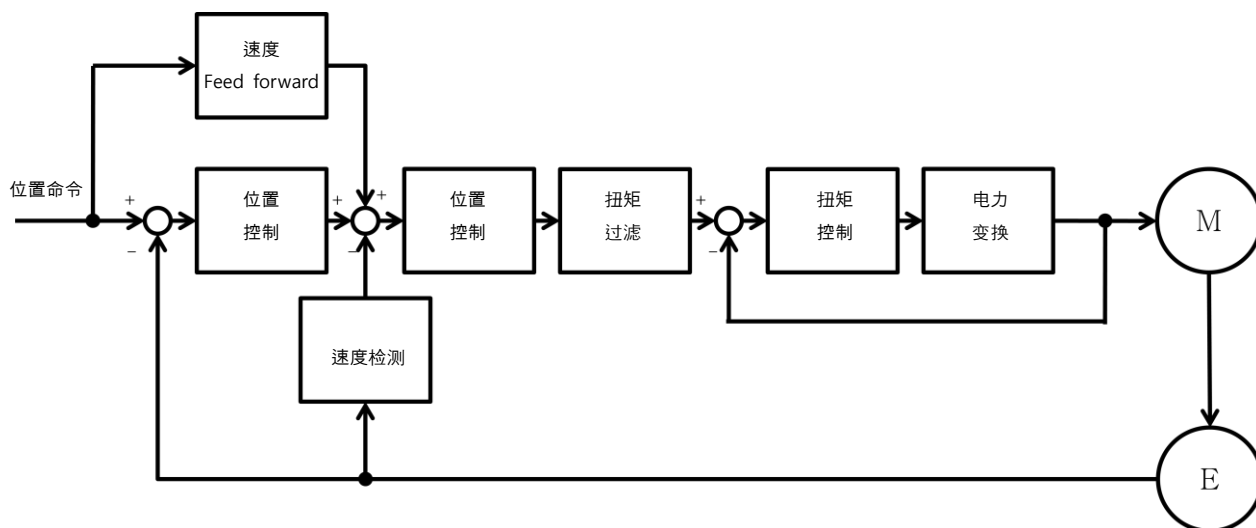 速度
Feed forward
位置命令
+
−
位置
控制
+
+
−
位置
控制
扭矩
过滤
+
−
扭矩
控制
电力
变换
M
速度检测
E